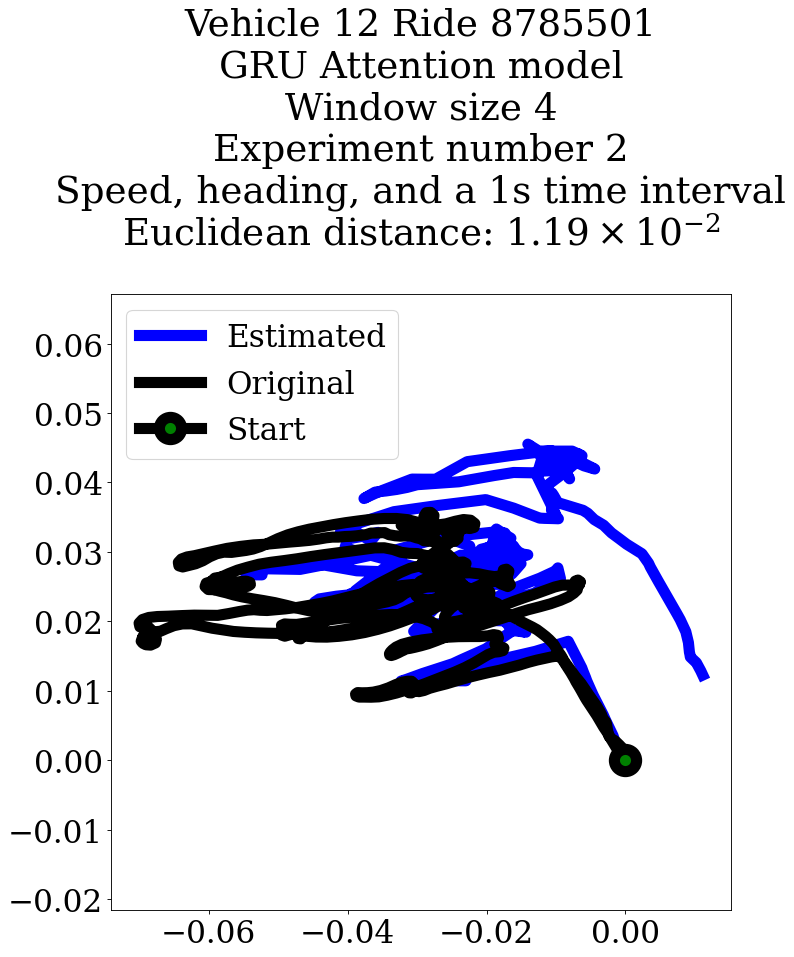 Vehicle 12 Ride 8785501
GRU Attention model
Window size 4
Experiment number 2
Speed, heading, and a 1s time interval
Euclidean distance: 1.19 × 10⁻²
Estimated
Original
Start
0.06
0.05
0.04
0.03
0.02
0.01
0.00
−0.01
−0.02
−0.06
−0.04
−0.02
0.00